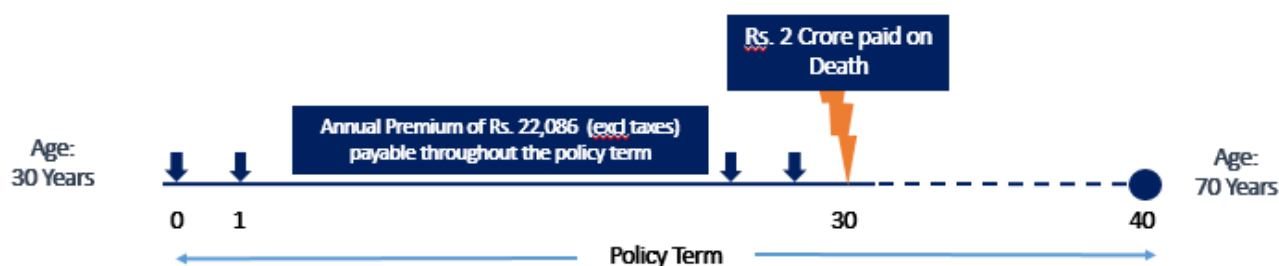 Rs. 2 Crore paid on
Death
Annual Premium of Rs. 22,086 (excl taxes)
payable throughout the policy term
Age:
30 Years
Age:
70 Years
0
1
30
40
Policy Term